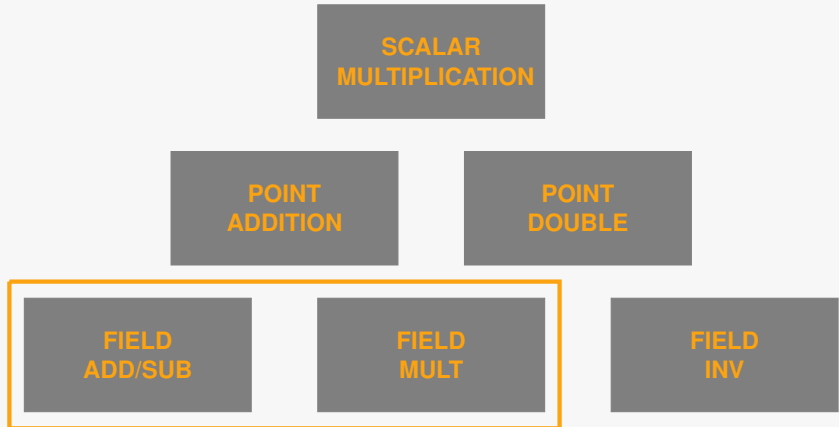 SCALAR
MULTIPLICATION
POINT
ADDITION
POINT
DOUBLE
FIELD
ADD/SUB
FIELD
MULT
FIELD
INV